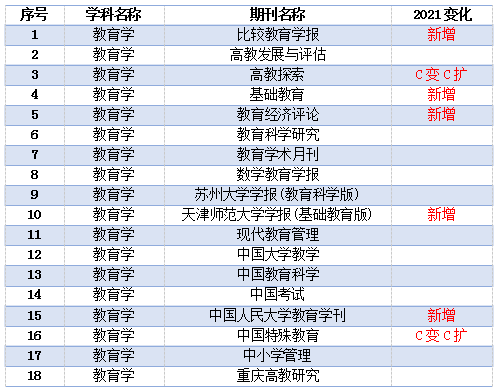 序号 学科名称 期刊名称 2021变化
1 教育学 比较教育学报 新增
2 教育学 高教发展与评估
3 教育学 高教探索 C变C扩
4 教育学 基础教育 新增
5 教育学 教育经济评论 新增
6 教育学 教育科学研究
7 教育学 教育学术月刊
8 教育学 数学教育学报
9 教育学 苏州大学学报(教育科学版)
10 教育学 天津师范大学学报(基础教育版) 新增
11 教育学 现代教育管理
12 教育学 中国大学教学
13 教育学 中国教育科学
14 教育学 中国考试
15 教育学 中国人民大学教育学刊 新增
16 教育学 中国特殊教育 C变C扩
17 教育学 中小学管理
18 教育学 重庆高教研究